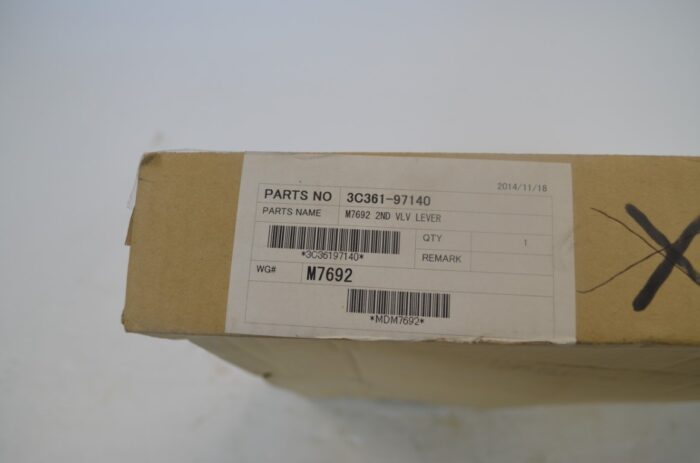 2014/11/18
PARTS NO 3C361-97140
PARTS NAME M7692 2ND VLV LEVER
QTY 1
*3C36197140*
REMARK
WG# M7692
*MDM7692*
X